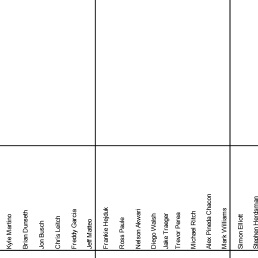 Kyle Martino
Brian Dunseth
Jon Busch
Chris Leitch
Freddy Garcia
Jeff Matteo
Frankie Hejduk
Ross Paule
Nelson Akwari
Diego Walsh
Jake Traeger
Trevor Perea
Michael Ritch
Alex Pineda Chacon
Mark Williams
Simon Elliott
Stephen Herdsman